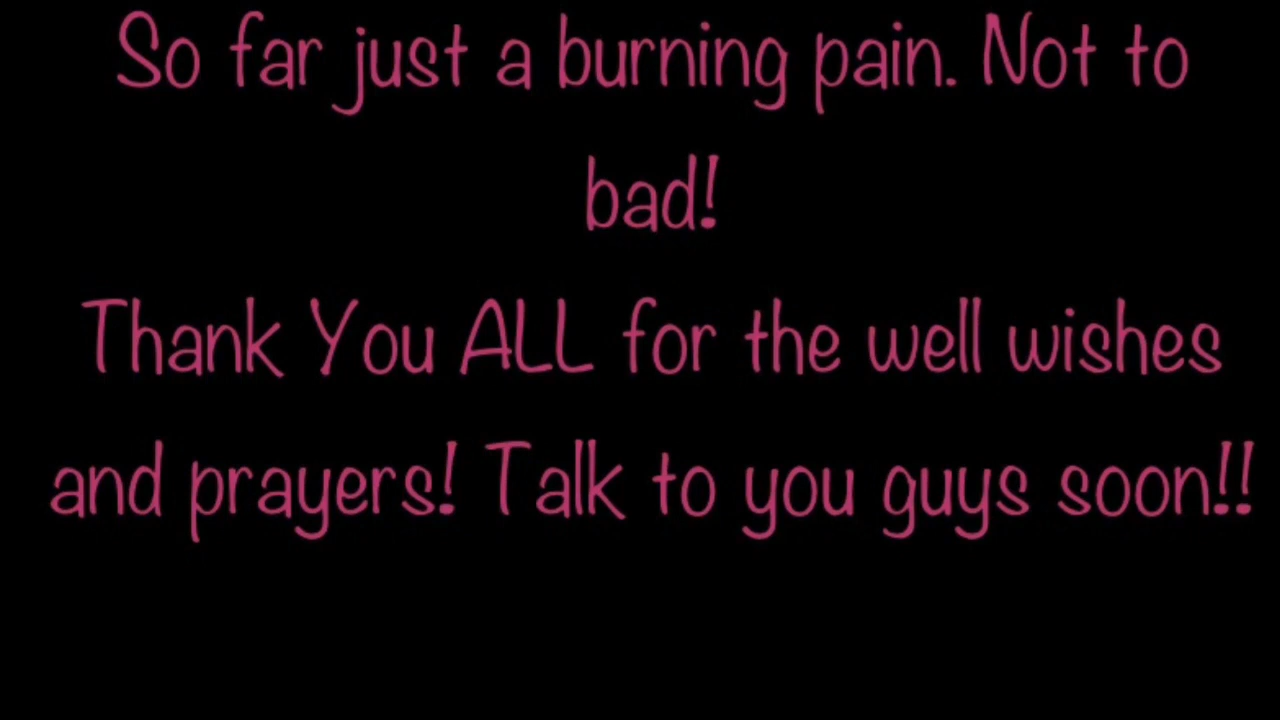 So far just a burning pain. Not to
bad!
Thank You ALL for the well wishes
and prayers! Talk to you guys soon!!